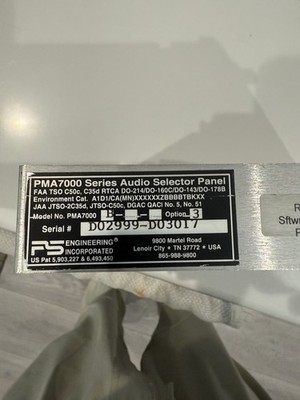 PMA7000 Series Audio Selector Panel
FAA TSO C50c, C35d RTCA DO-214/DO-160C/DO-143/DO-178B
Environment Cat. A1D1/CA(MN)XXXXXXZBBBBTBKXX
JAA JTSO-2C35d, JTSO-C50c, DGAC QACI No. 5, No. 51
Model No. PMA7000 B - - - Option 3
Serial # D02999-D03017
PS ENGINEERING INCORPORATED
US Pat 5,903,227 & 6,493,450
9800 Martel Road
Lenoir City • TN 37772 • USA
865-988-9800
Sftwr